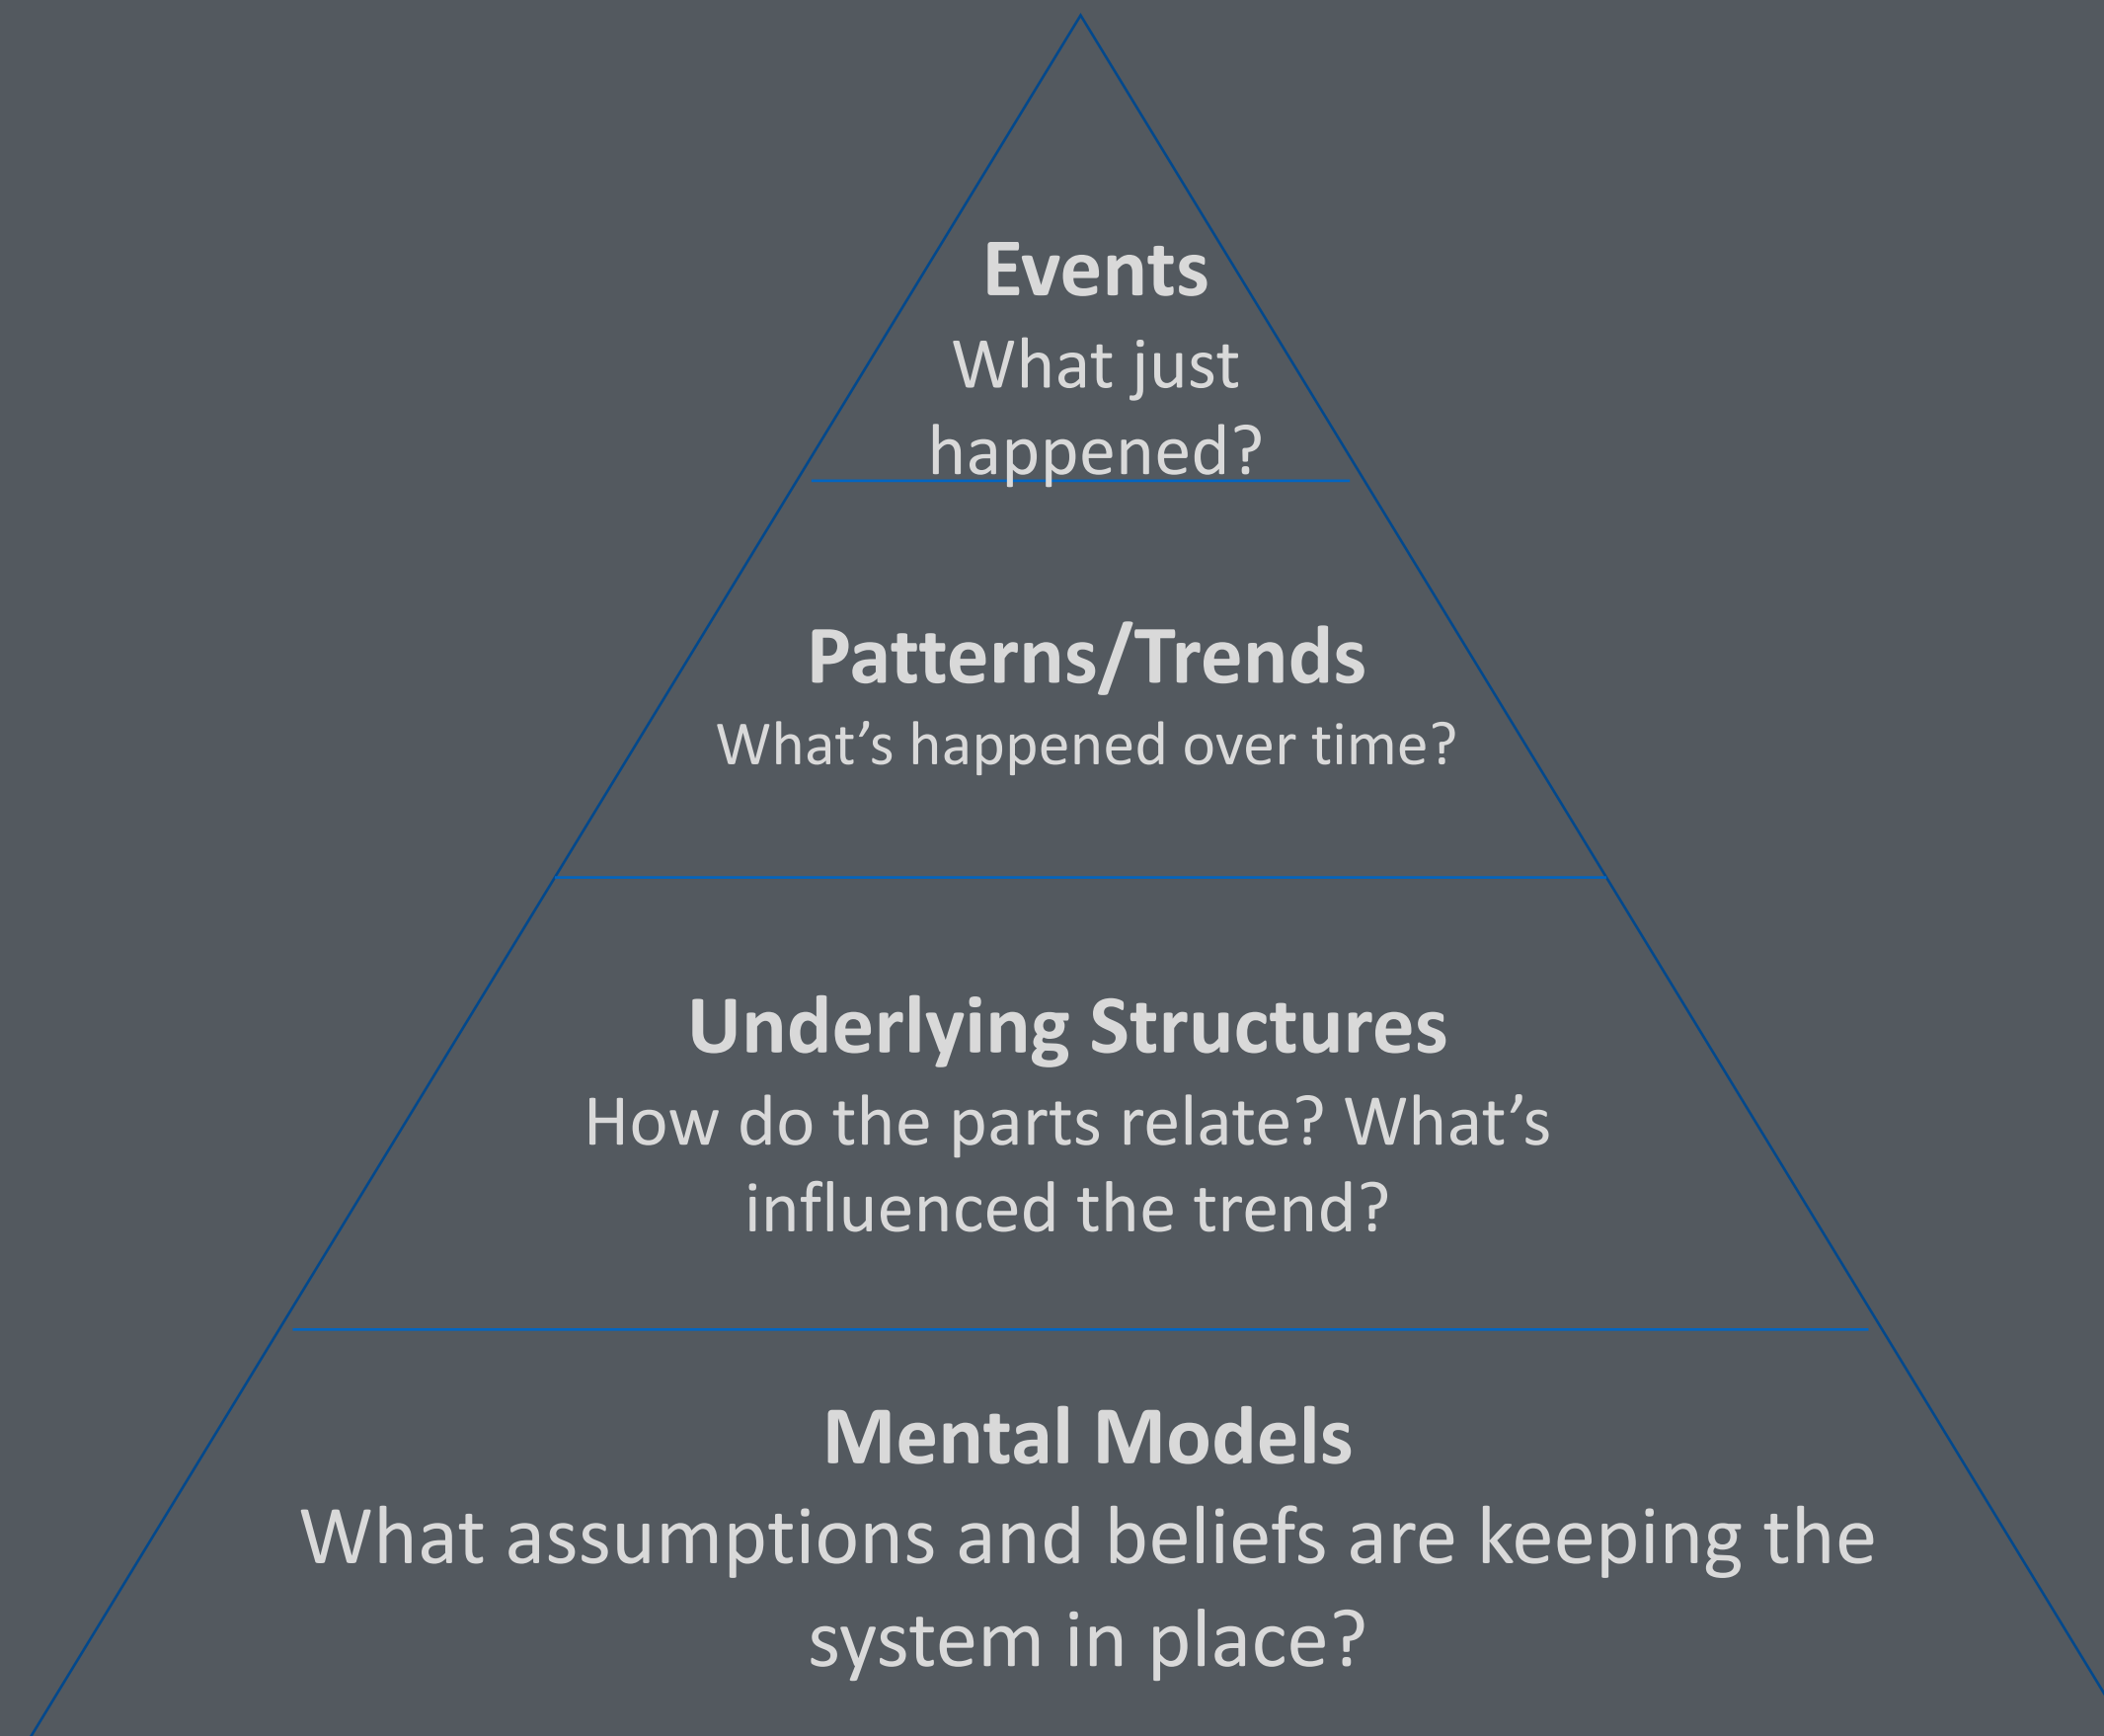 Events
What just
happened?
Patterns/Trends
What’s happened over time?
Underlying Structures
How do the parts relate? What’s
influenced the trend?
Mental Models
What assumptions and beliefs are keeping the
system in place?